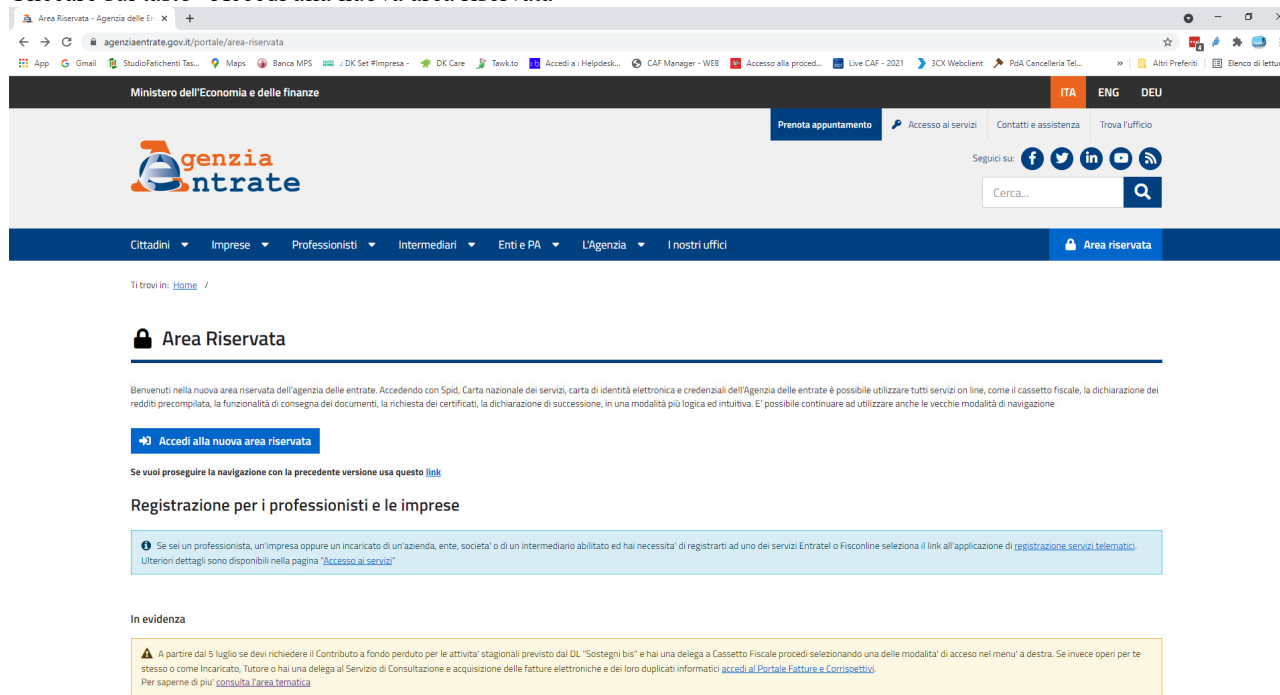 Area Riservata - Agenzia delle En
agenziaentrate.gov.it/portale/area-riservata
App Gmail StudioFatichenti Tas... Maps Banca MPS .: DK Set #Impresa - DK Care Tawk.to Accedi a : Helpdesk... CAF Manager - WEB Accesso alla proced... Live CAF - 2021 3CX Webclient PdA Cancelleria Tel... » Altri Preferiti Elenco di lettur
Ministero dell'Economia e delle finanze ITA ENG DEU
Prenota appuntamento Accesso ai servizi Contatti e assistenza Trova l'ufficio
Agenzia
Entrate
Seguici su:
Cerca...
Cittadini Imprese Professionisti Intermediari Enti e PA L'Agenzia I nostri uffici Area riservata
Ti trovi in: Home /
Area Riservata
Benvenuti nella nuova area riservata dell'agenzia delle entrate. Accedendo con Spid, Carta nazionale dei servizi, carta di identità elettronica e credenziali dell'Agenzia delle entrate è possibile utilizzare tutti servizi on line, come il cassetto fiscale, la dichiarazione dei
redditi precompilata, la funzionalità di consegna dei documenti, la richiesta dei certificati, la dichiarazione di successione, in una modalità più logica ed intuitiva. E' possibile continuare ad utilizzare anche le vecchie modalità di navigazione
Accedi alla nuova area riservata
Se vuoi proseguire la navigazione con la precedente versione usa questo link
Registrazione per i professionisti e le imprese
Se sei un professionista, un'impresa oppure un incaricato di un'azienda, ente, societa' o di un intermediario abilitato ed hai necessita' di registrarti ad uno dei servizi Entratel o Fisconline seleziona il link all'applicazione di registrazione servizi telematici.
Ulteriori dettagli sono disponibili nella pagina "Accesso ai servizi"
In evidenza
A partire dal 5 luglio se devi richiedere il Contributo a fondo perduto per le attivita' stagionali previsto dal DL "Sostegni bis" e hai una delega a Cassetto Fiscale procedi selezionando una delle modalita' di acceso nel menu' a destra. Se invece operi per te
stesso o come Incaricato, Tutore o hai una delega al Servizio di Consultazione e acquisizione delle fatture elettroniche e dei loro duplicati informatici accedi al Portale Fatture e Corrispettivi.
Per saperne di piu' consulta l'area tematica